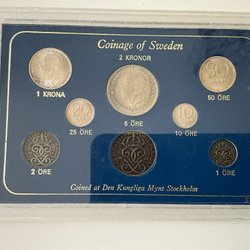 Coinage of Sweden
2 KRONOR
1 KRONA
50 ÖRE
25 ÖRE
5 ÖRE
10 ÖRE
2 ÖRE
1 ÖRE
Coined at Den Kungliga Mynt Stockholm